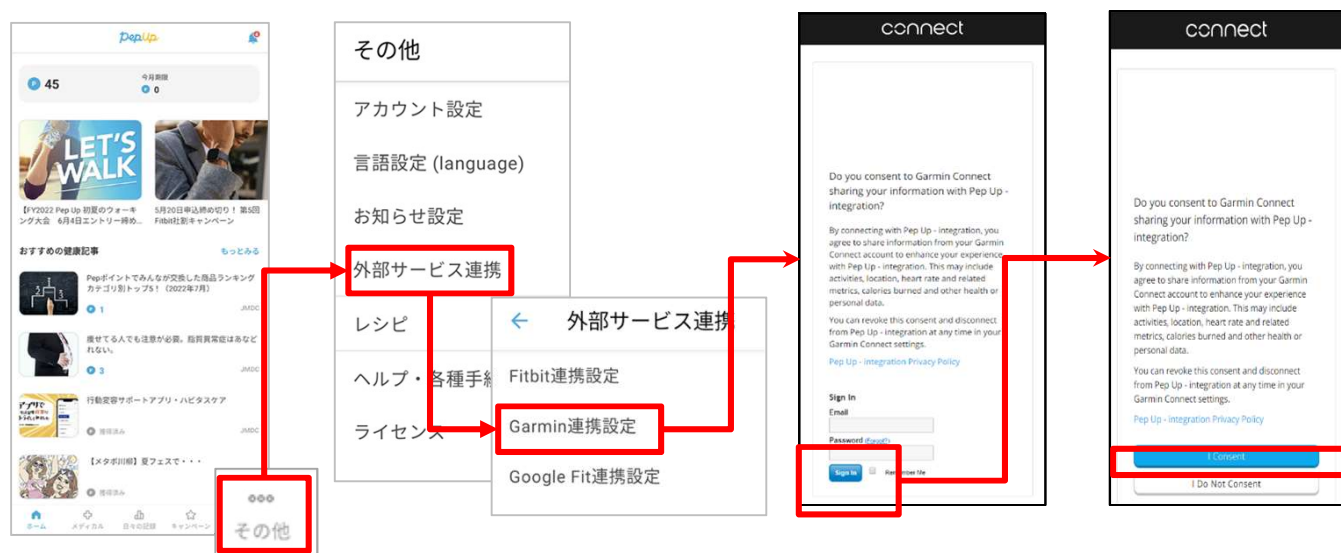 PepUp
4
P 45
今月期限
P 0
LET'S
WALK
【FY2022 Pep Up 初夏のウォーキ
ング大会 6月4日エントリー締め...
5月20日申込締め切り！ 第5回
Fitbit社割キャンペーン
おすすめの健康記事
もっとみる
Pepポイントでみんなが交換した商品ランキング
カテゴリ別トップ5！（2022年7月）
P 1
JMDC
痩せてる人でも注意が必要。脂質異常症はあなど
れない。
P 3
JMDC
行動変容サポートアプリ・ハビタスケア
P 獲得済み
JMDC
【メタボ川柳】夏フェスで・・・
P 獲得済み
ホーム
メディカル
日々の記録
キャンペーン
その他
その他
アカウント設定
言語設定 (language)
お知らせ設定
外部サービス連携
レシピ
ヘルプ・各種手続
ライセンス
← 外部サービス連携
Fitbit連携設定
Garmin連携設定
Google Fit連携設定
connect
Do you consent to Garmin Connect
sharing your information with Pep Up -
integration?
By connecting with Pep Up - integration, you
agree to share information from your Garmin
Connect account to enhance your experience
with Pep Up - integration. This may include
activities, location, heart rate and related
metrics, calories burned and other health or
personal data.
You can revoke this consent and disconnect
from Pep Up - integration at any time in your
Garmin Connect settings.
Pep Up - integration Privacy Policy
Sign In
Email
Password (Forgot?)
Sign In
Remember Me
connect
Do you consent to Garmin Connect
sharing your information with Pep Up -
integration?
By connecting with Pep Up - integration, you
agree to share information from your Garmin
Connect account to enhance your experience
with Pep Up - integration. This may include
activities, location, heart rate and related
metrics, calories burned and other health or
personal data.
You can revoke this consent and disconnect
from Pep Up - integration at any time in your
Garmin Connect settings.
Pep Up - integration Privacy Policy
I Consent
I Do Not Consent